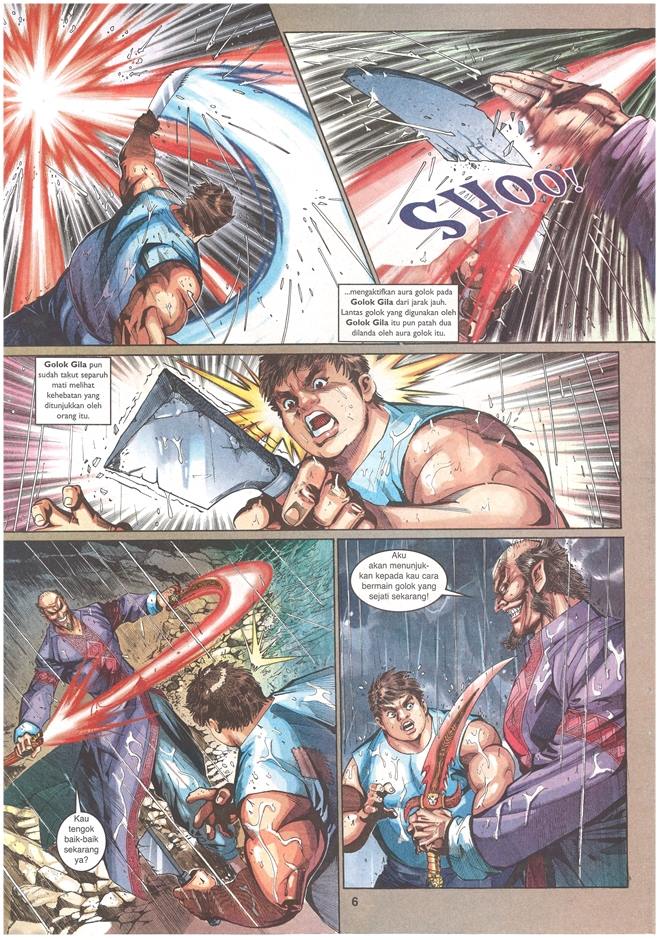 SHOO!
...mengaktifkan aura golok pada
Golok Gila dari jarak jauh.
Lantas golok yang digunakan oleh
Golok Gila itu pun patah dua
dilanda oleh aura golok itu.
Golok Gila pun
sudah takut separuh
mati melihat
kehebatan yang
ditunjukkan oleh
orang itu.
Kau
tengok
baik-baik
sekarang
ya?
Aku
akan menunjuk-
kan kepada kau cara
bermain golok yang
sejati sekarang!
6